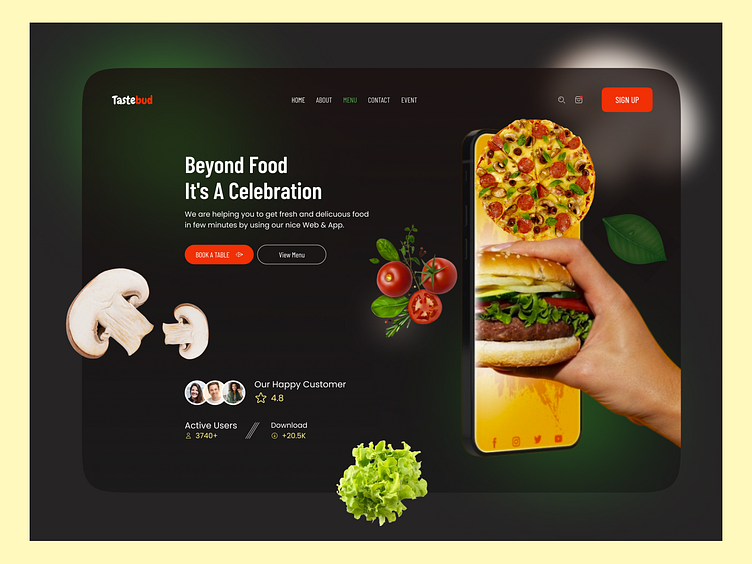 Tastebud
HOME ABOUT MENU CONTACT EVENT
SIGN UP
Beyond Food
It's A Celebration
We are helping you to get fresh and delicuous food
in few minutes by using our nice Web & App.
BOOK A TABLE View Menu
Our Happy Customer
4.8
Active Users Download
3740+ +20.5K